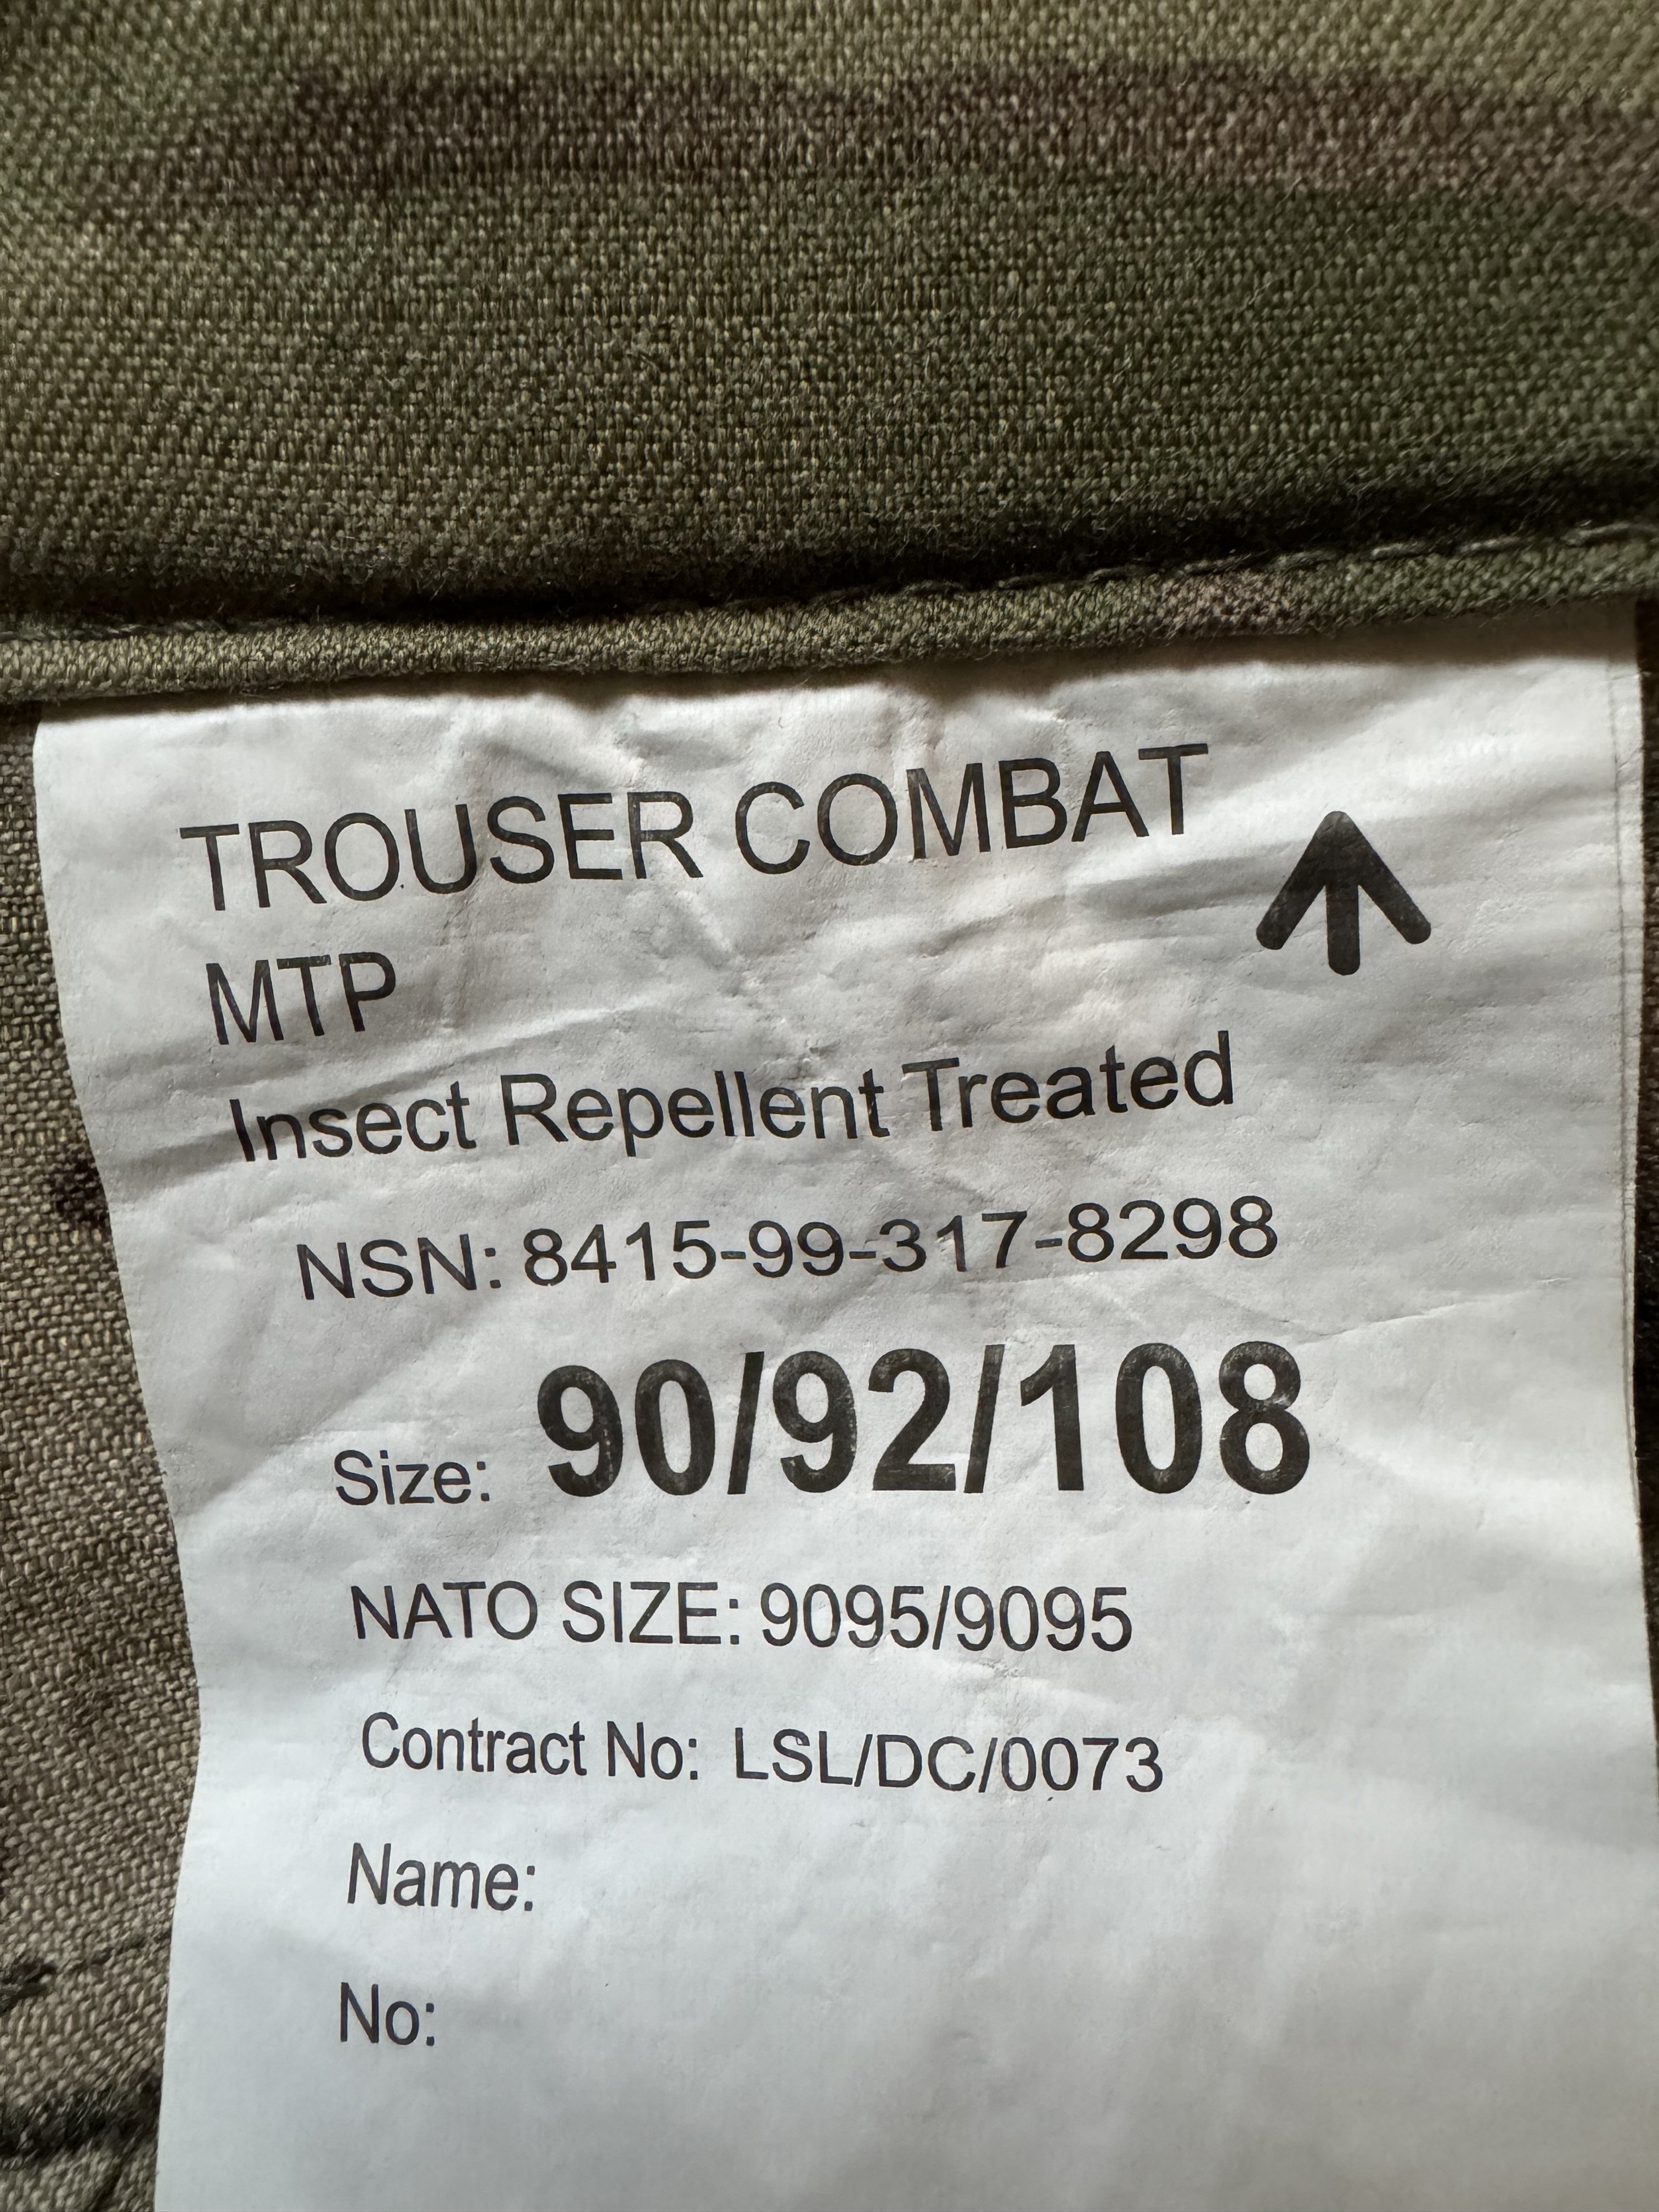 TROUSER COMBAT
MTP
Insect Repellent Treated
NSN: 8415-99-317-8298
Size: 90/92/108
NATO SIZE: 9095/9095
Contract No: LSL/DC/0073
Name:
No: